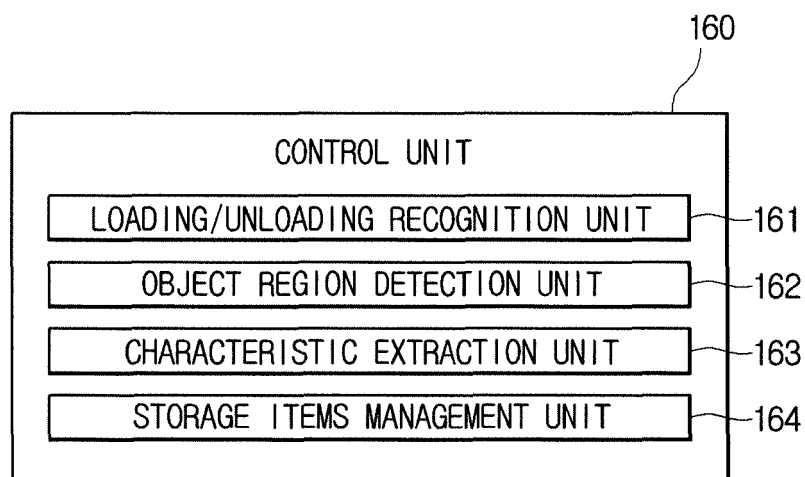 160
CONTROL UNIT
LOADING/UNLOADING RECOGNITION UNIT 161
OBJECT REGION DETECTION UNIT 162
CHARACTERISTIC EXTRACTION UNIT 163
STORAGE ITEMS MANAGEMENT UNIT 164